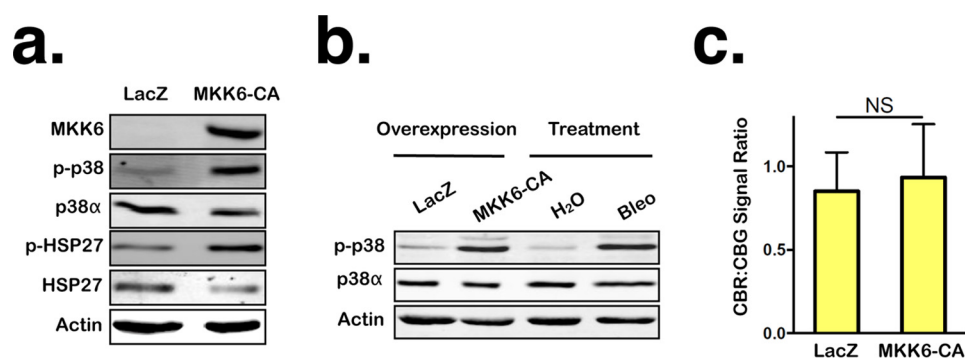 a.
LacZ MKK6-CA
MKK6
p-p38
p38α
p-HSP27
HSP27
Actin
b.
Overexpression Treatment
LacZ MKK6-CA H₂O Bleo
p-p38
p38α
Actin
c.
NS
CBR:CBG Signal Ratio
1.0
0.5
0.0
LacZ MKK6-CA